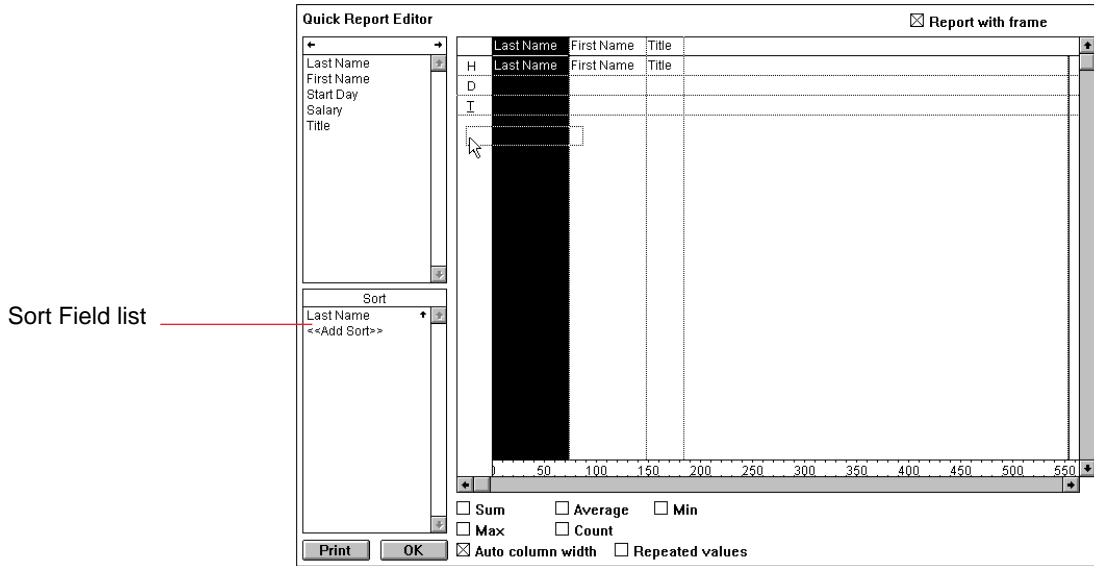 Quick Report Editor
Report with frame
Last Name
First Name
Start Day
Salary
Title
Last Name First Name Title
H Last Name First Name Title
D
T
Sort Field list
Sort
Last Name
<<Add Sort>>
0 50 100 150 200 250 300 350 400 450 500 550
Sum Average Min
Max Count
Print OK Auto column width Repeated values